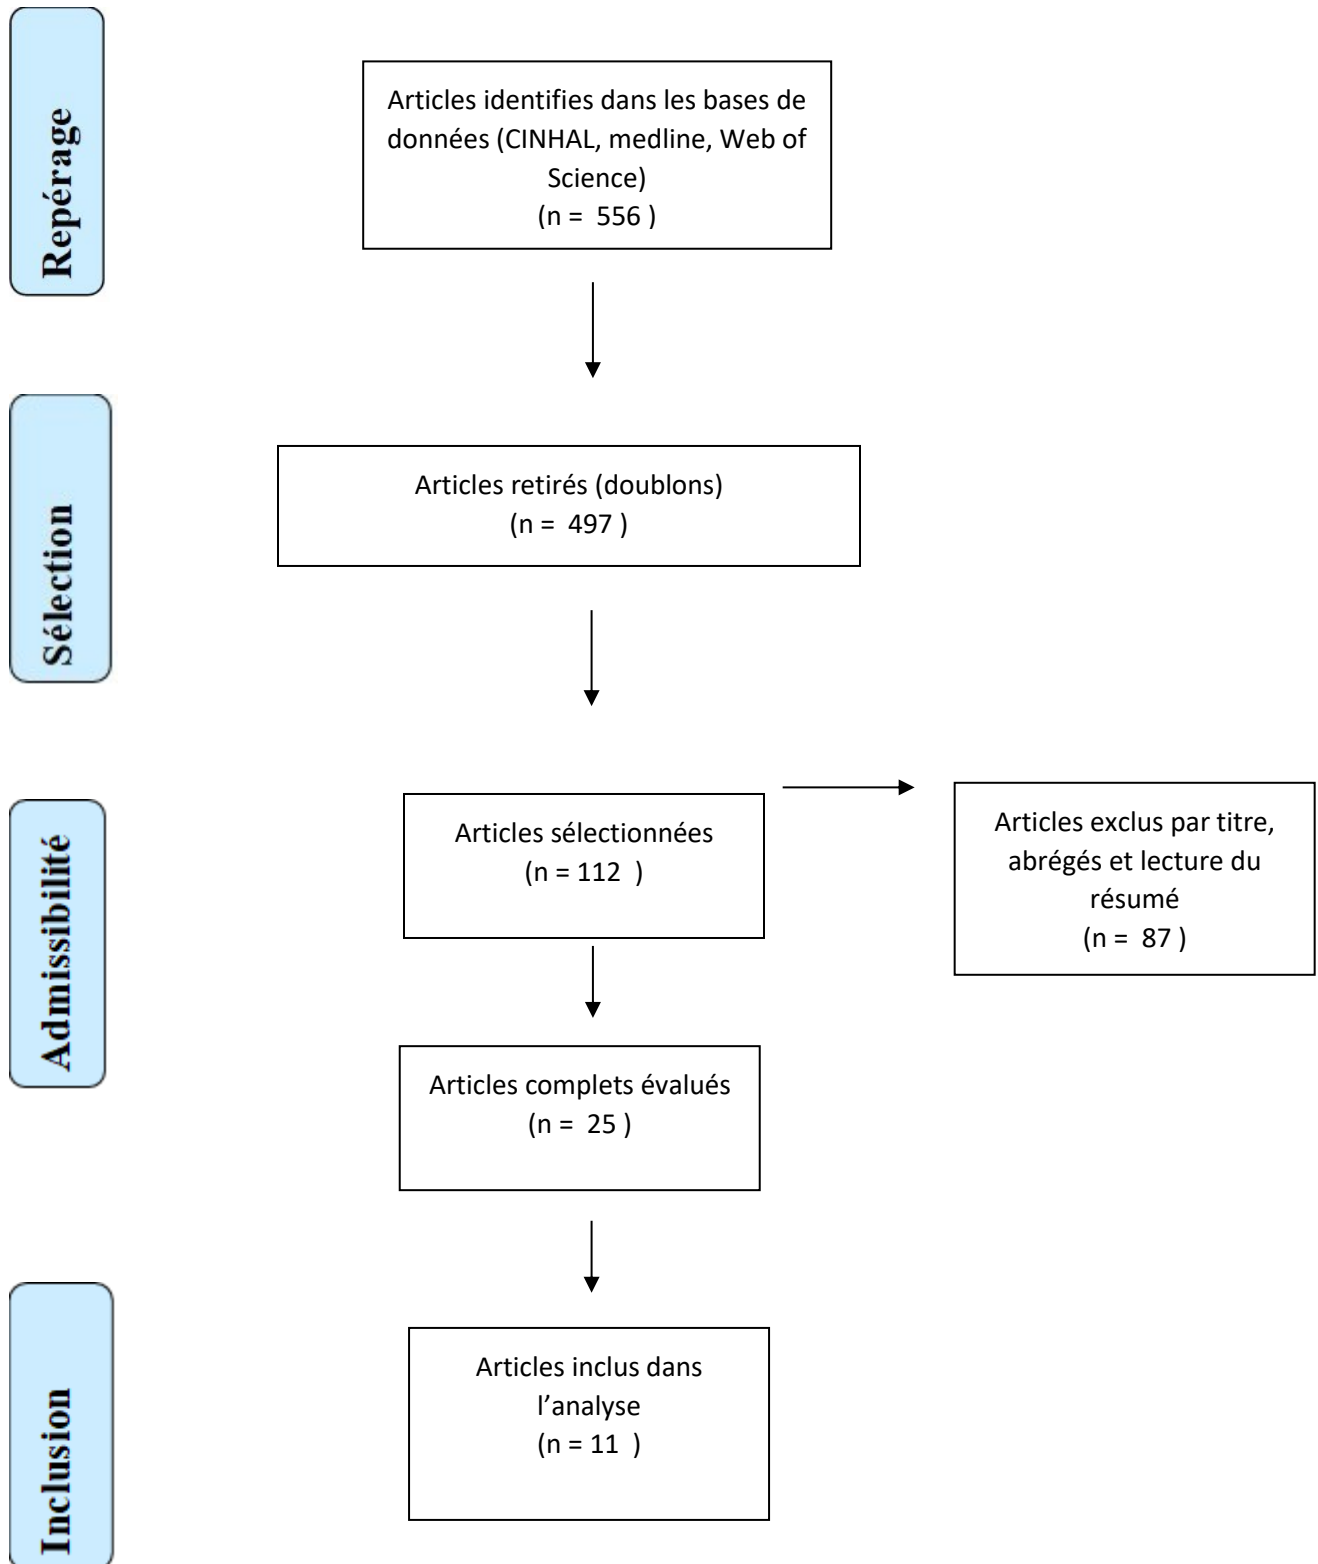 Repérage
Articles identifies dans les bases de
données (CINHAL, medline, Web of
Science)
(n = 556 )
Sélection
Articles retirés (doublons)
(n = 497 )
Admissibilité
Articles sélectionnées
(n = 112 )
Articles exclus par titre,
abrégés et lecture du
résumé
(n = 87 )
Articles complets évalués
(n = 25 )
Inclusion
Articles inclus dans
l’analyse
(n = 11 )